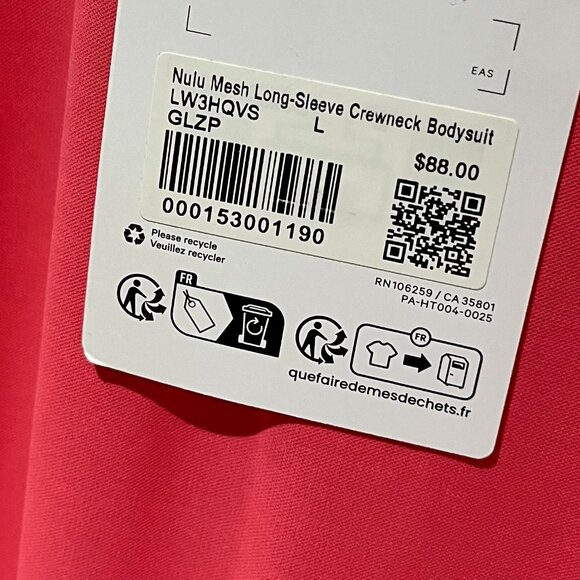 EAS
Nulu Mesh Long-Sleeve Crewneck Bodysuit
LW3HQVS L
GLZP
$88.00
000153001190
Please recycle
Veuillez recycler
RN106259 / CA 35801
PA-HT004-0025
FR
FR
quefairedemesdechets.fr